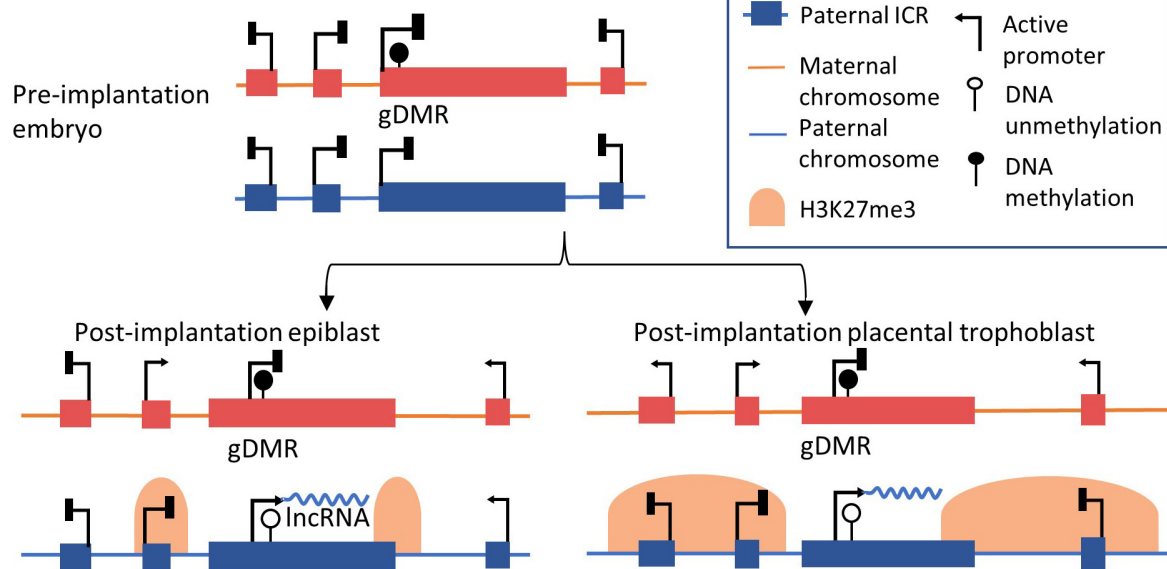 Pre-implantation
embryo
gDMR
Paternal ICR
Maternal
chromosome
Paternal
chromosome
H3K27me3
Active
promoter
DNA
unmethylation
DNA
methylation
Post-implantation epiblast
gDMR
lncRNA
Post-implantation placental trophoblast
gDMR